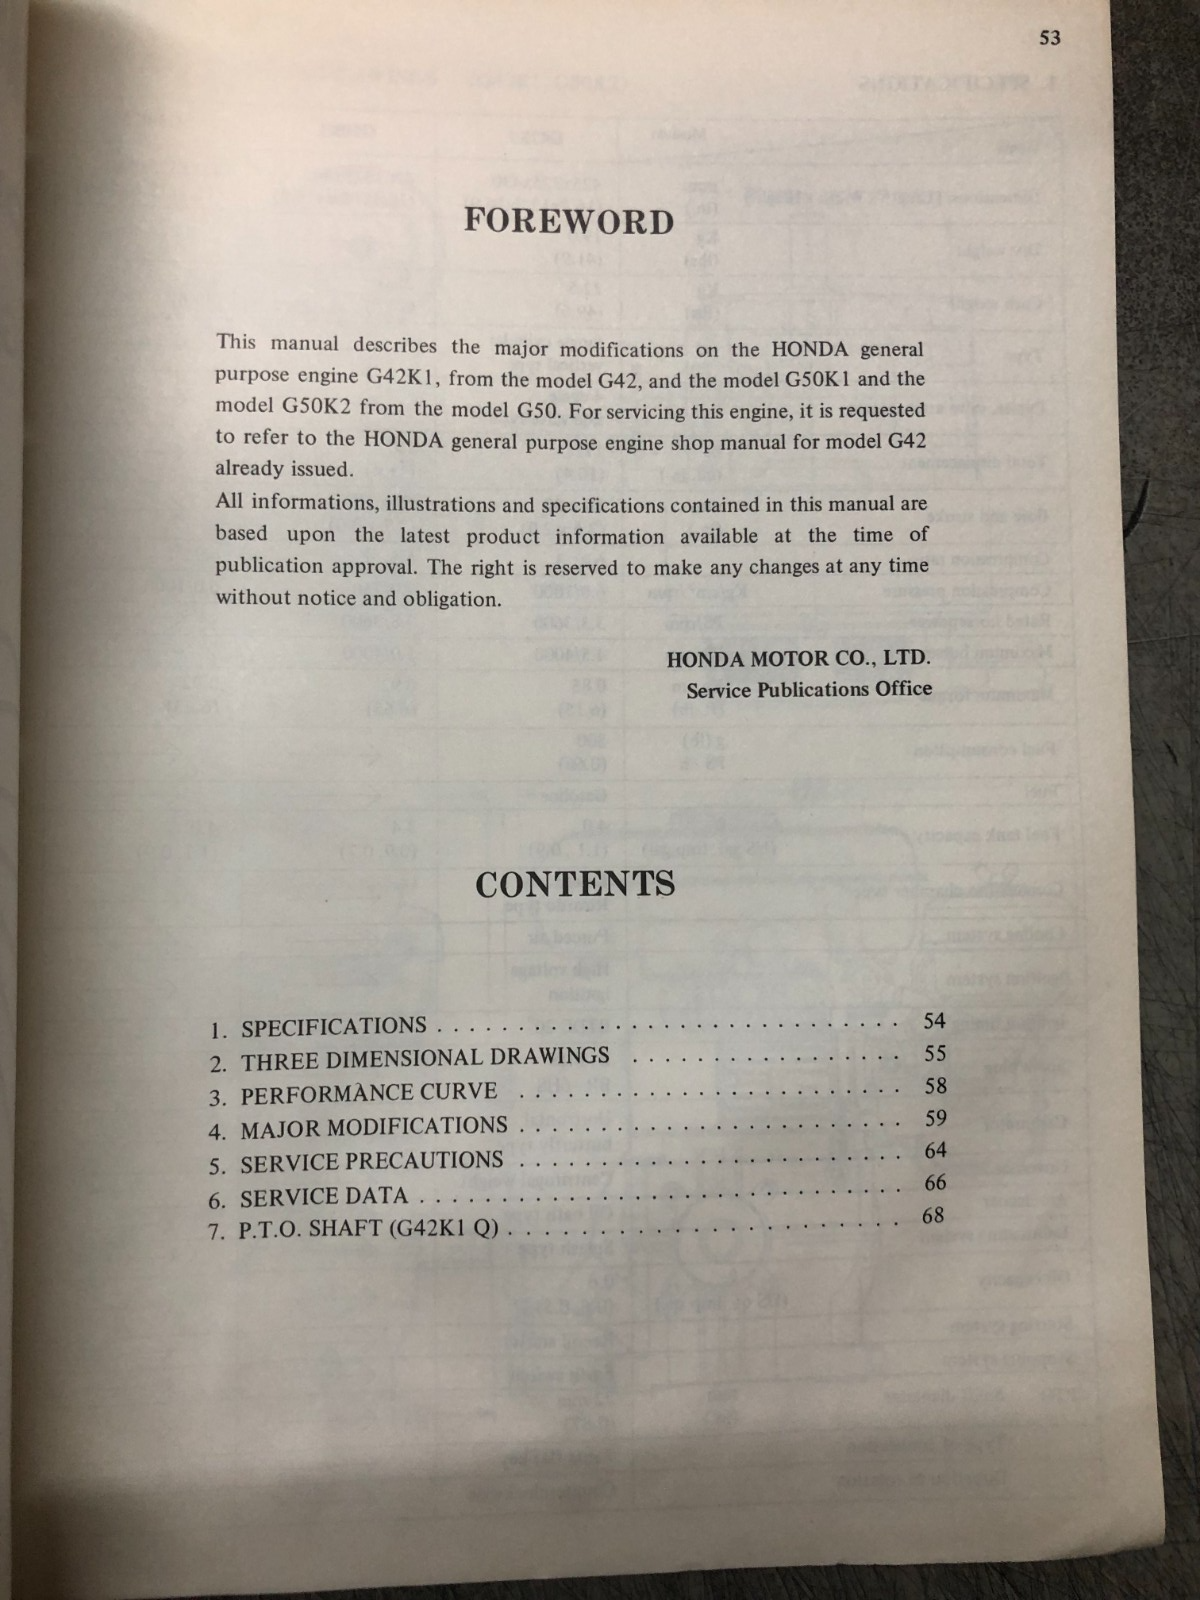 53
FOREWORD
This manual describes the major modifications on the HONDA general
purpose engine G42K1, from the model G42, and the model G50K1 and the
model G50K2 from the model G50. For servicing this engine, it is requested
to refer to the HONDA general purpose engine shop manual for model G42
already issued.
All informations, illustrations and specifications contained in this manual are
based upon the latest product information available at the time of
publication approval. The right is reserved to make any changes at any time
without notice and obligation.
HONDA MOTOR CO., LTD.
Service Publications Office
CONTENTS
1. SPECIFICATIONS . . . . . . . . . . . . . . . . . . . . . . . . . . . . . . 54
2. THREE DIMENSIONAL DRAWINGS . . . . . . . . . . . . . . . . . . 55
3. PERFORMANCE CURVE . . . . . . . . . . . . . . . . . . . . . . . . . 58
4. MAJOR MODIFICATIONS . . . . . . . . . . . . . . . . . . . . . . . . . 59
5. SERVICE PRECAUTIONS . . . . . . . . . . . . . . . . . . . . . . . . . 64
6. SERVICE DATA . . . . . . . . . . . . . . . . . . . . . . . . . . . . . . . 66
7. P.T.O. SHAFT (G42K1 Q) . . . . . . . . . . . . . . . . . . . . . . . . . 68